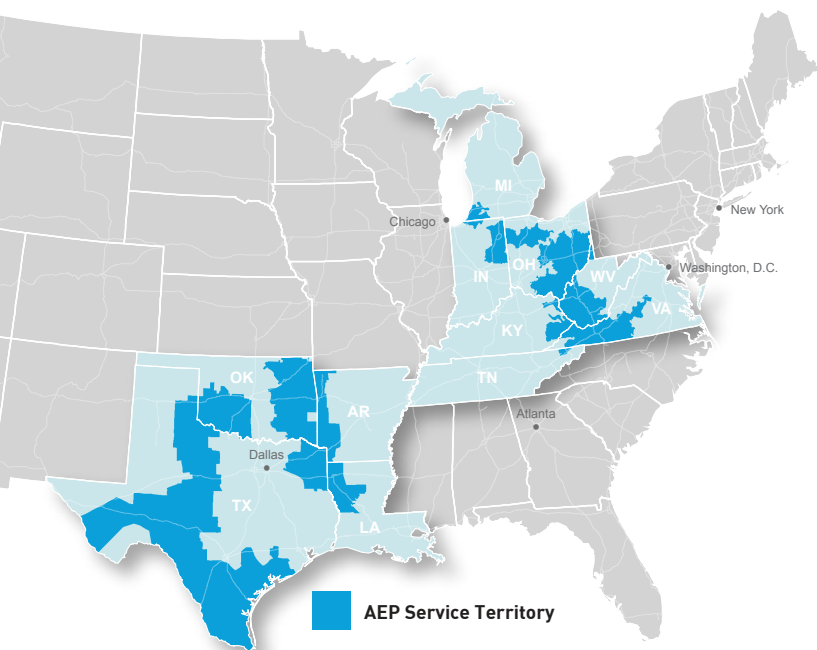 MI
Chicago
New York
OH
IN
WV
Washington, D.C.
VA
KY
TN
OK
AR
Atlanta
Dallas
TX
LA
AEP Service Territory